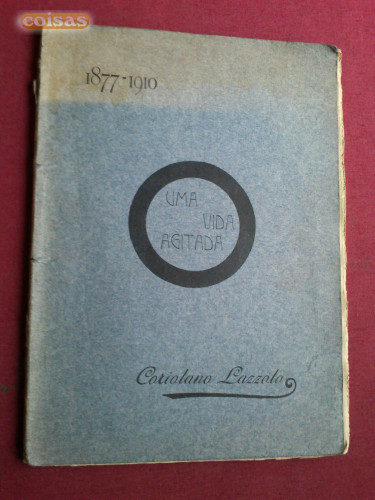 coisas
1877-1910
UMA
VIDA
AGITADA
Coriolano Lazzolo